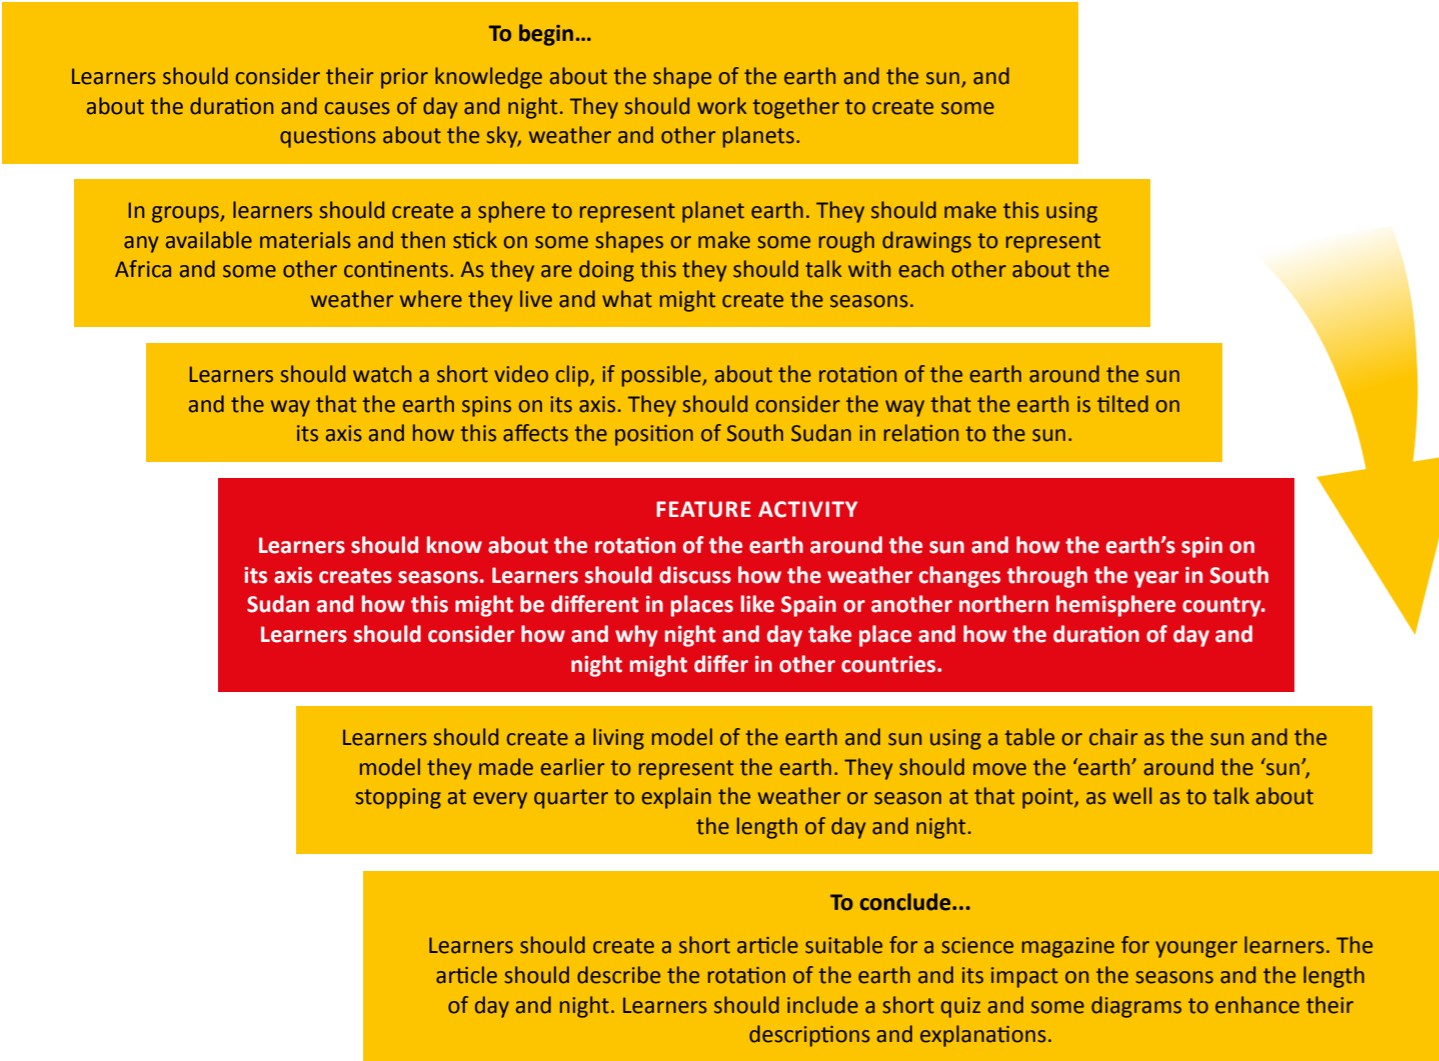 To begin...
Learners should consider their prior knowledge about the shape of the earth and the sun, and
about the duration and causes of day and night. They should work together to create some
questions about the sky, weather and other planets.
In groups, learners should create a sphere to represent planet earth. They should make this using
any available materials and then stick on some shapes or make some rough drawings to represent
Africa and some other continents. As they are doing this they should talk with each other about the
weather where they live and what might create the seasons.
Learners should watch a short video clip, if possible, about the rotation of the earth around the sun
and the way that the earth spins on its axis. They should consider the way that the earth is tilted on
its axis and how this affects the position of South Sudan in relation to the sun.
FEATURE ACTIVITY
Learners should know about the rotation of the earth around the sun and how the earth’s spin on
its axis creates seasons. Learners should discuss how the weather changes through the year in South
Sudan and how this might be different in places like Spain or another northern hemisphere country.
Learners should consider how and why night and day take place and how the duration of day and
night might differ in other countries.
Learners should create a living model of the earth and sun using a table or chair as the sun and the
model they made earlier to represent the earth. They should move the ‘earth’ around the ‘sun’,
stopping at every quarter to explain the weather or season at that point, as well as to talk about
the length of day and night.
To conclude...
Learners should create a short article suitable for a science magazine for younger learners. The
article should describe the rotation of the earth and its impact on the seasons and the length
of day and night. Learners should include a short quiz and some diagrams to enhance their
descriptions and explanations.